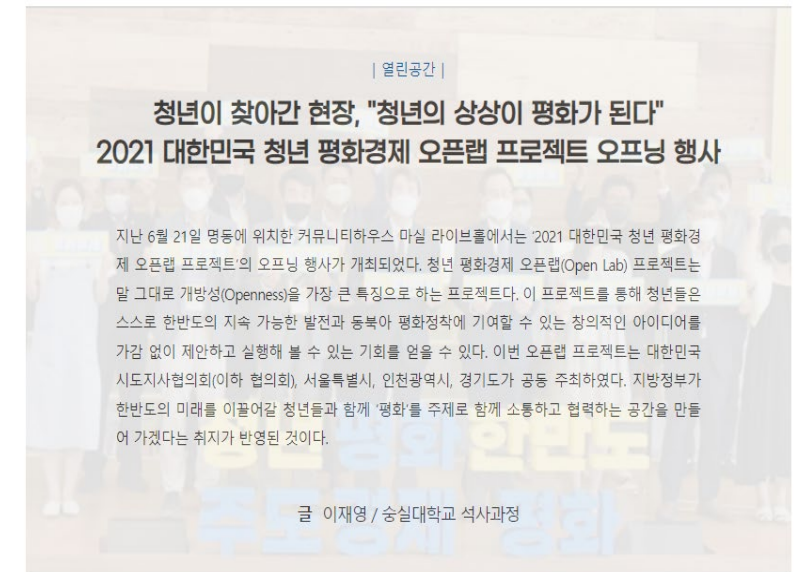 | 열린공간 |
청년이 찾아간 현장, "청년의 상상이 평화가 된다"
2021 대한민국 청년 평화경제 오픈랩 프로젝트 오프닝 행사
지난 6월 21일 명동에 위치한 커뮤니티하우스 마실 라이브홀에서는 '2021 대한민국 청년 평화경
제 오픈랩 프로젝트'의 오프닝 행사가 개최되었다. 청년 평화경제 오픈랩(Open Lab) 프로젝트는
말 그대로 개방성(Openness)을 가장 큰 특징으로 하는 프로젝트다. 이 프로젝트를 통해 청년들은
스스로 한반도의 지속 가능한 발전과 동북아 평화정착에 기여할 수 있는 창의적인 아이디어를
가감 없이 제안하고 실행해 볼 수 있는 기회를 얻을 수 있다. 이번 오픈랩 프로젝트는 대한민국
시도지사협의회(이하 협의회), 서울특별시, 인천광역시, 경기도가 공동 주최하였다. 지방정부가
한반도의 미래를 이끌어갈 청년들과 함께 '평화'를 주제로 함께 소통하고 협력하는 공간을 만들
어 가겠다는 취지가 반영된 것이다.
청년평화한반도
주도경제 평화
글 이재영 / 숭실대학교 석사과정